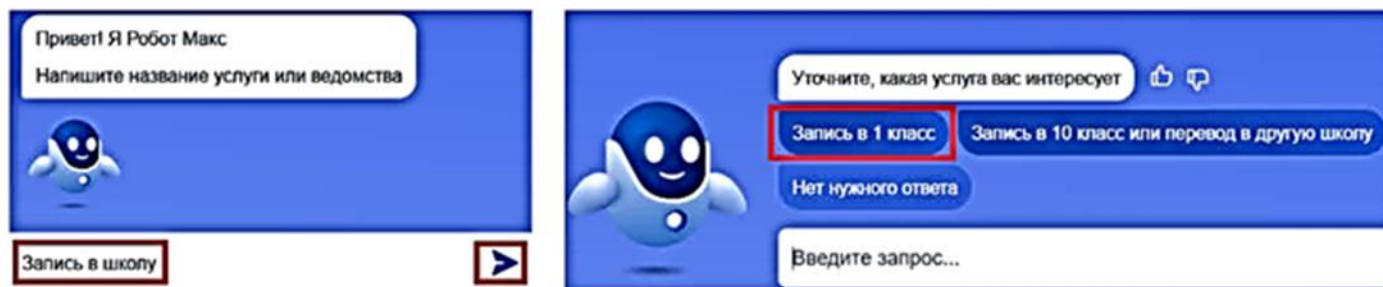 Привет! Я Робот Макс
Напишите название услуги или ведомства
Запись в школу
Уточните, какая услуга вас интересует
Запись в 1 класс
Запись в 10 класс или перевод в другую школу
Нет нужного ответа
Введите запрос...